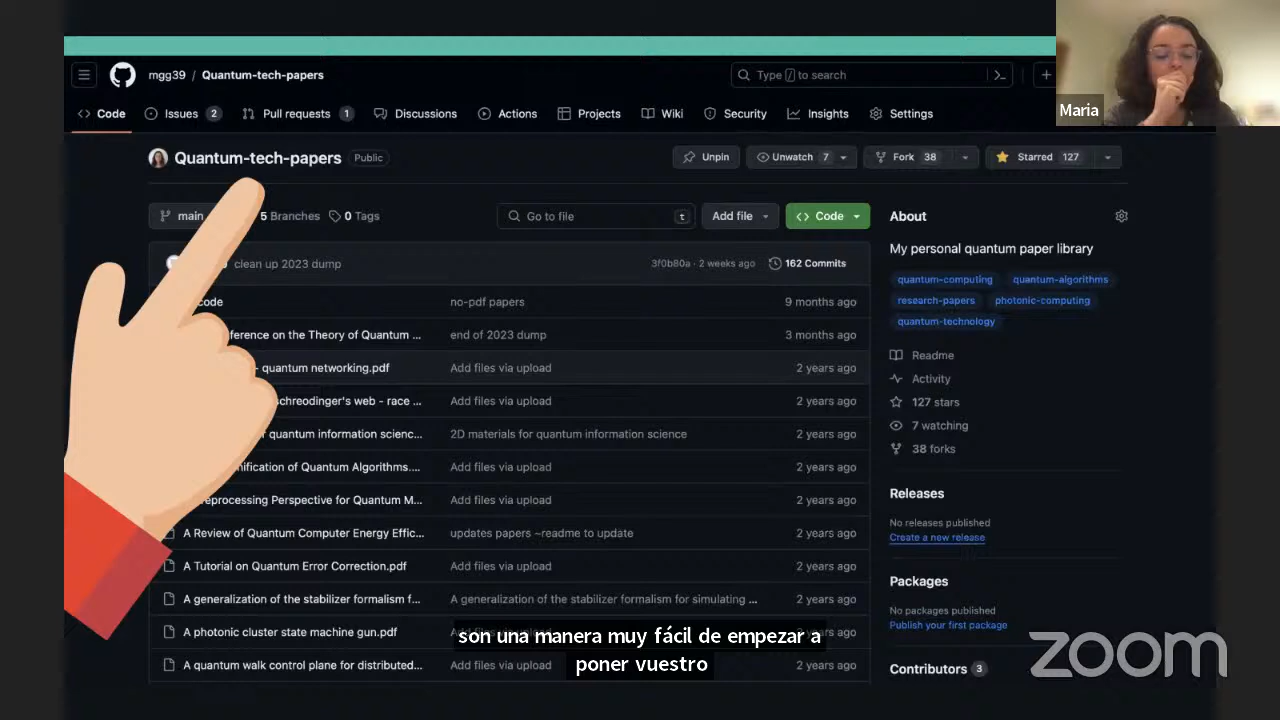 mgg39 / Quantum-tech-papers
Type / to search
Maria
Code
Issues 2
Pull requests 1
Discussions
Actions
Projects
Wiki
Security
Insights
Settings
Quantum-tech-papers Public
Unpin
Unwatch 7
Fork 38
Starred 127
main
5 Branches
0 Tags
Go to file t
Add file
Code
clean up 2023 dump
3f0b80a · 2 weeks ago
162 Commits
code no-pdf papers 9 months ago
ference on the Theory of Quantum ... end of 2023 dump 3 months ago
- quantum networking.pdf Add files via upload 2 years ago
schreodinger's web - race ... Add files via upload 2 years ago
r quantum information scienc... 2D materials for quantum information science 2 years ago
nification of Quantum Algorithms.... Add files via upload 2 years ago
reprocessing Perspective for Quantum M... Add files via upload 2 years ago
A Review of Quantum Computer Energy Effic... updates papers ~readme to update 2 years ago
A Tutorial on Quantum Error Correction.pdf Add files via upload 2 years ago
A generalization of the stabilizer formalism f... A generalization of the stabilizer formalism for simulating ... 2 years ago
A photonic cluster state machine gun.pdf
A quantum walk control plane for distributed... Add files via upload 2 years ago
About
My personal quantum paper library
quantum-computing quantum-algorithms
research-papers photonic-computing
quantum-technology
Readme
Activity
127 stars
7 watching
38 forks
Releases
No releases published
Create a new release
Packages
No packages published
Publish your first package
Contributors 3
son una manera muy fácil de empezar a
poner vuestro
zoom